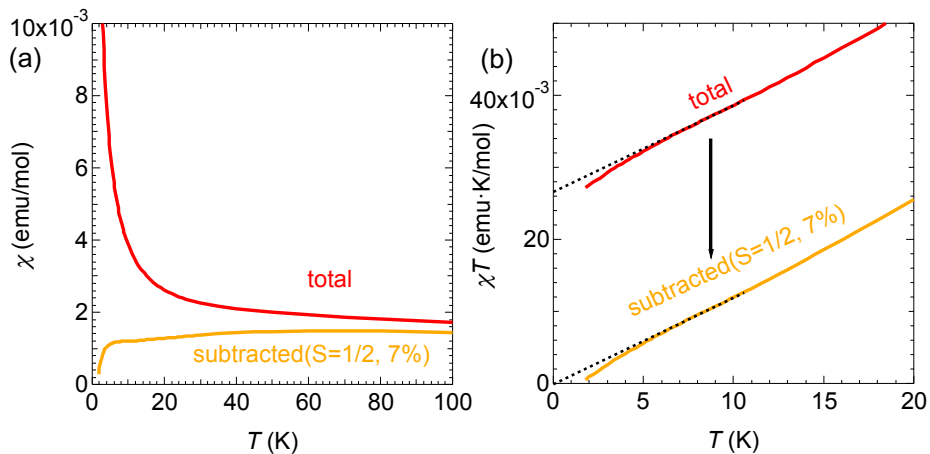 (a)
10x10⁻³
8
6
4
2
0
χ (emu/mol)
total
subtracted(S=1/2, 7%)
0 20 40 60 80 100
T (K)
(b)
40x10⁻³
20
0
χT (emu·K/mol)
total
subtracted(S=1/2, 7%)
0 5 10 15 20
T (K)